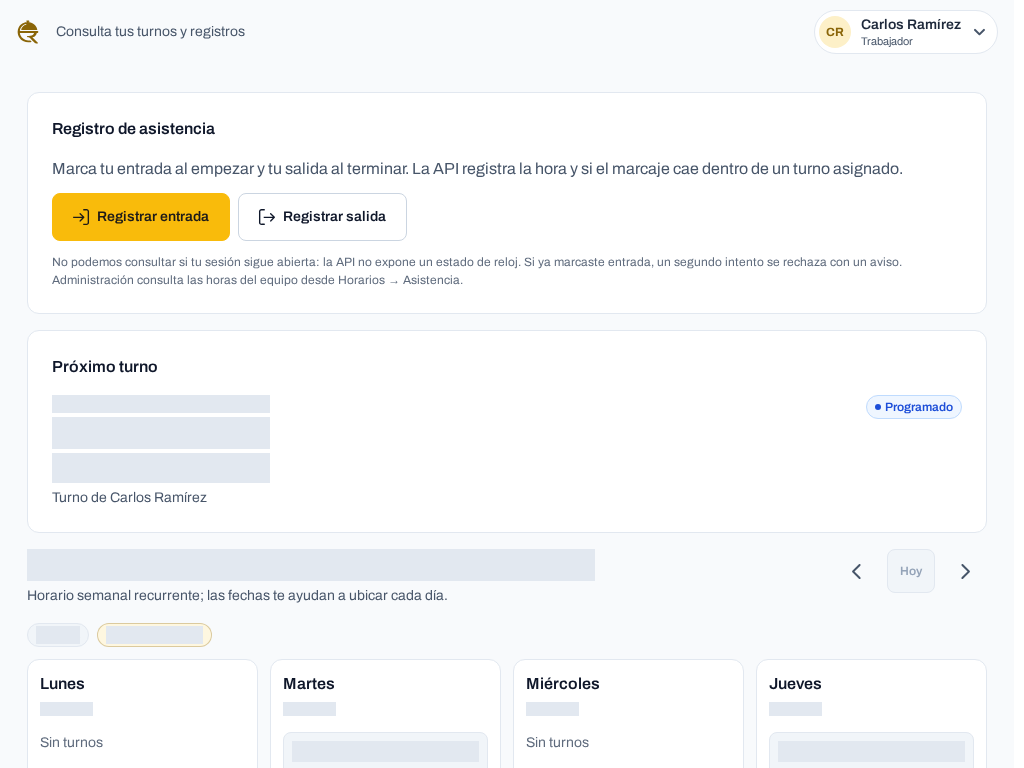 Consulta tus turnos y registros
CR
Carlos Ramírez
Trabajador
Registro de asistencia
Marca tu entrada al empezar y tu salida al terminar. La API registra la hora y si el marcaje cae dentro de un turno asignado.
Registrar entrada
Registrar salida
No podemos consultar si tu sesión sigue abierta: la API no expone un estado de reloj. Si ya marcaste entrada, un segundo intento se rechaza con un aviso.
Administración consulta las horas del equipo desde Horarios → Asistencia.
Próximo turno
Programado
Turno de Carlos Ramírez
Hoy
Horario semanal recurrente; las fechas te ayudan a ubicar cada día.
Lunes
Martes
Miércoles
Jueves
Sin turnos
Sin turnos